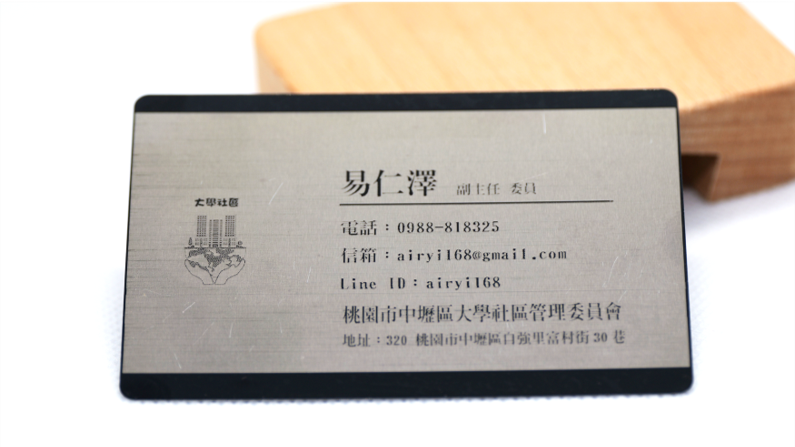 大學社區
易仁澤 副主任 委員
電話：0988-818325
信箱：airyi168@gmail.com
Line ID：airyi168
桃園市中壢區大學社區管理委員會
地址：320 桃園市中壢區自強里富村街30巷